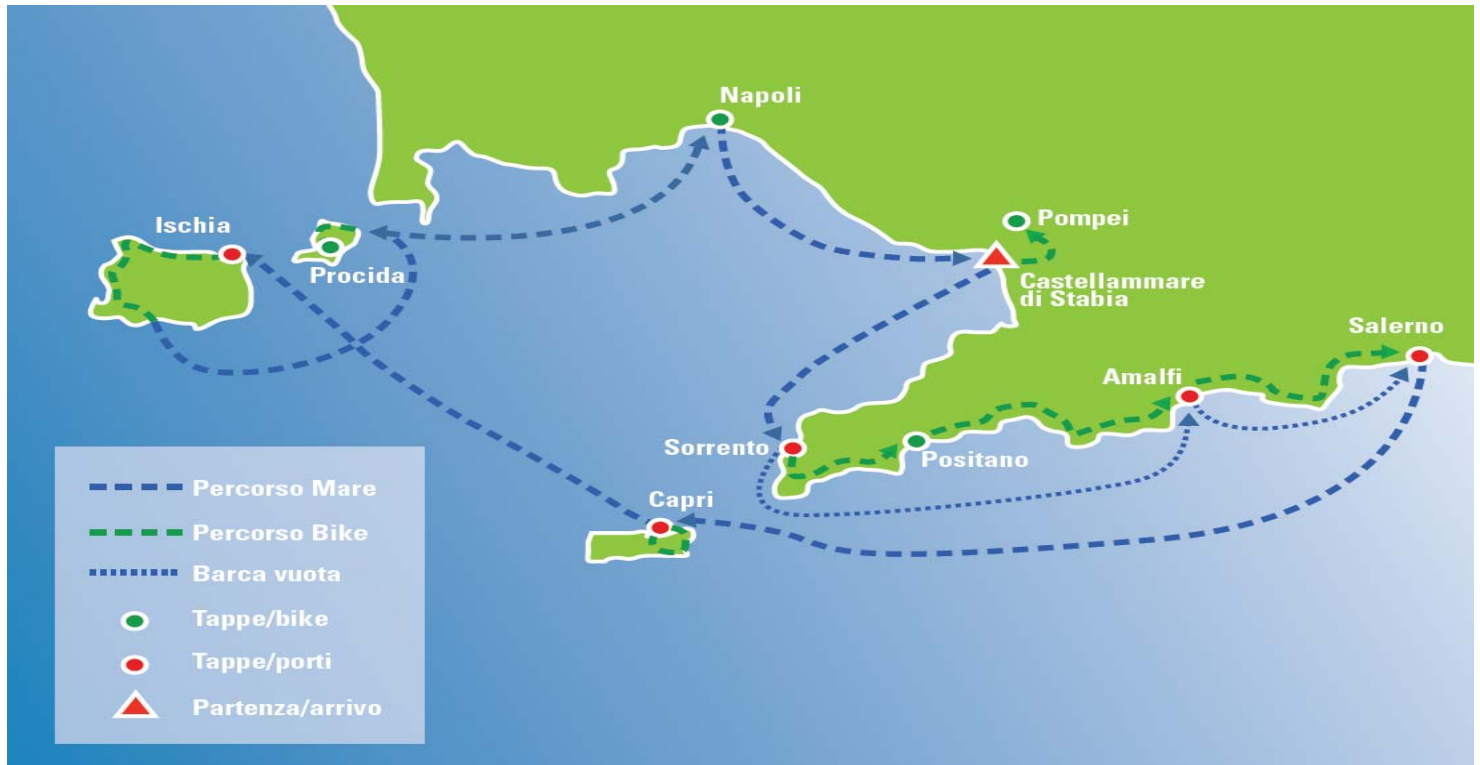 Napoli
Ischia
Pompei
Procida
Castellammare
di Stabia
Salerno
Amalfi
Sorrento
Positano
Capri
Percorso Mare
Percorso Bike
Barca vuota
Tappe/bike
Tappe/porti
Partenza/arrivo